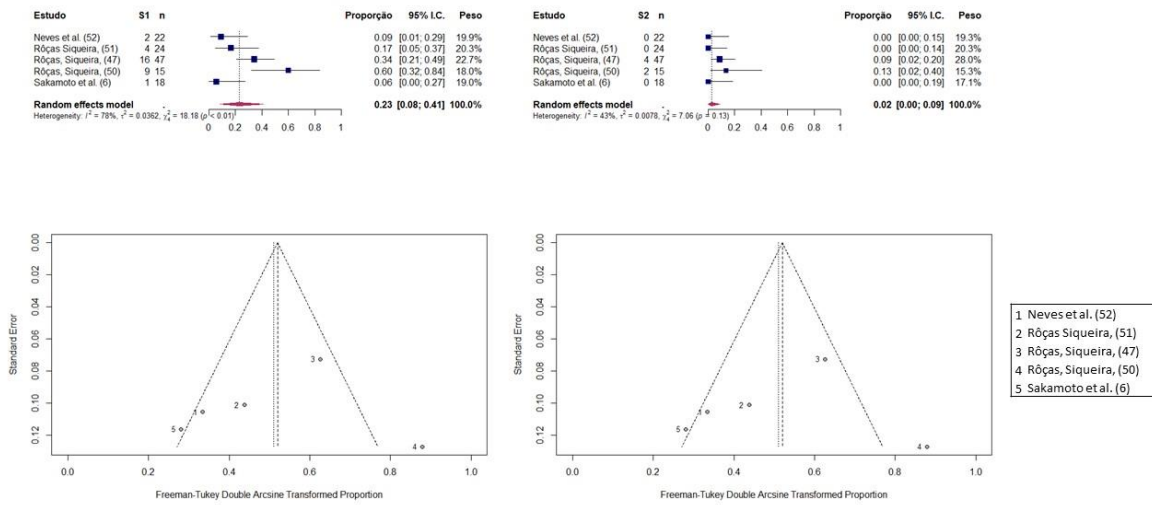 Estudo S1 n Proporção 95% I.C. Peso
Neves et al. (52) 2 22 0.09 [0.01; 0.29] 19.9%
Rôças Siqueira, (51) 4 24 0.17 [0.05; 0.37] 20.3%
Rôças, Siqueira, (47) 16 47 0.34 [0.21; 0.49] 22.7%
Rôças, Siqueira, (50) 9 15 0.60 [0.32; 0.84] 18.0%
Sakamoto et al. (6) 1 18 0.06 [0.00; 0.27] 19.0%
Random effects model 0.23 [0.08; 0.41] 100.0%
Heterogeneity: I² = 78%, τ² = 0.0362, χ²₄ = 18.18 (p < 0.01)
0 0.2 0.4 0.6 0.8 1
Estudo S2 n Proporção 95% I.C. Peso
Neves et al. (52) 0 22 0.00 [0.00; 0.15] 19.3%
Rôças Siqueira, (51) 0 24 0.00 [0.00; 0.14] 20.3%
Rôças, Siqueira, (47) 4 47 0.09 [0.02; 0.20] 28.0%
Rôças, Siqueira, (50) 2 15 0.13 [0.02; 0.40] 15.3%
Sakamoto et al. (6) 0 18 0.00 [0.00; 0.19] 17.1%
Random effects model 0.02 [0.00; 0.09] 100.0%
Heterogeneity: I² = 43%, τ² = 0.0078, χ²₄ = 7.06 (p = 0.13)
0 0.2 0.4 0.6 0.8 1
Standard Error
0.00
0.02
0.04
0.06
0.08
0.10
0.12
3
2
1
5
4
0.0 0.2 0.4 0.6 0.8 1.0
Freeman-Tukey Double Arcsine Transformed Proportion
Standard Error
0.00
0.02
0.04
0.06
0.08
0.10
0.12
3
2
1
5
4
0.0 0.2 0.4 0.6 0.8 1.0
Freeman-Tukey Double Arcsine Transformed Proportion
1 Neves et al. (52)
2 Rôças Siqueira, (51)
3 Rôças, Siqueira, (47)
4 Rôças, Siqueira, (50)
5 Sakamoto et al. (6)